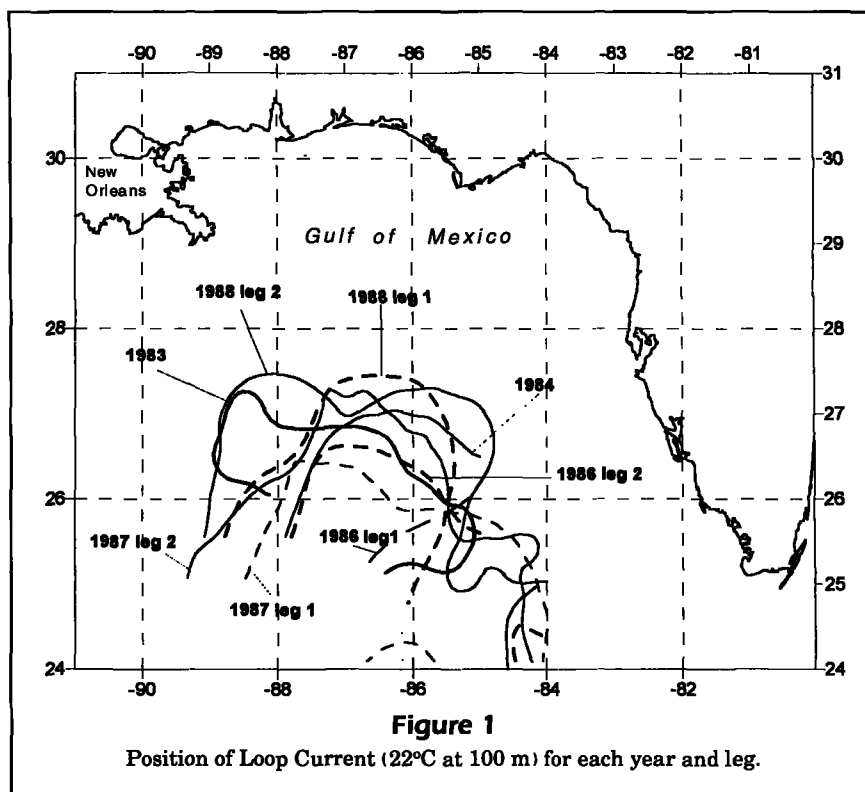 -90 -89 -88 -87 -86 -85 -84 -83 -82 -81
31
30 30
New
Orleans
Gulf of Mexico
29
1988 leg 2 1988 leg 1
28 28
1983
1984
27
1986 leg 2
26 26
1986 leg1
1987 leg 2
25
1987 leg 1
24 24
-90 -88 -86 -84 -82
Figure 1
Position of Loop Current (22°C at 100 m) for each year and leg.